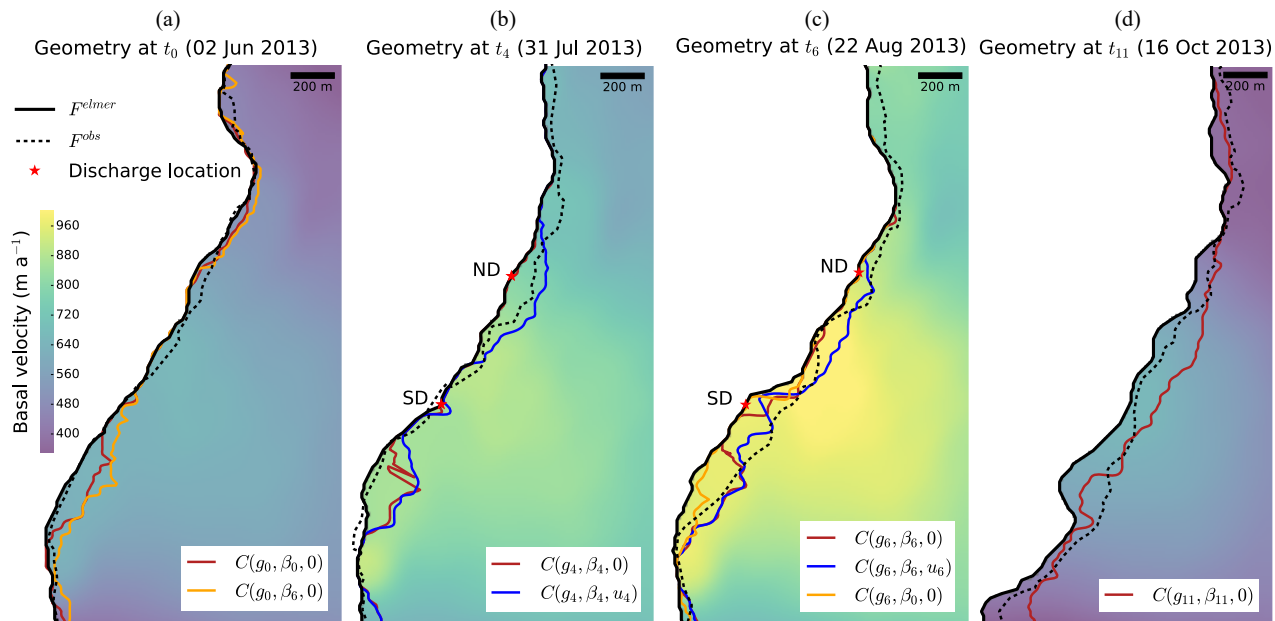 (a)
(b)
(c)
(d)
Geometry at t₀ (02 Jun 2013)
Geometry at t₄ (31 Jul 2013)
Geometry at t₆ (22 Aug 2013)
Geometry at t₁₁ (16 Oct 2013)
200 m
200 m
200 m
200 m
F^{elmer}
F^{obs}
Discharge location
Basal velocity (m a⁻¹)
960
880
800
720
640
560
480
400
ND
SD
ND
SD
C(g₀, β₀, 0)
C(g₀, β₆, 0)
C(g₄, β₄, 0)
C(g₄, β₄, u₄)
C(g₆, β₆, 0)
C(g₆, β₆, u₆)
C(g₆, β₀, 0)
C(g₁₁, β₁₁, 0)